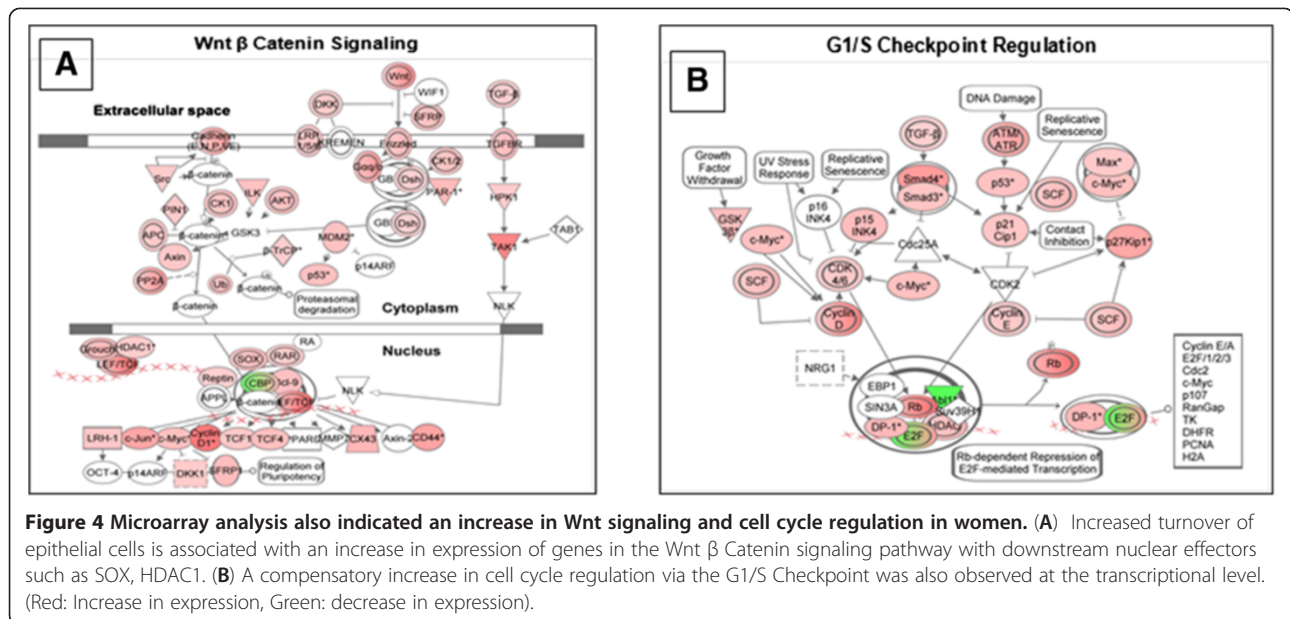 Wnt β Catenin Signaling
A
Extracellular space
Wnt
WIF1
SFRP
DKK
TGF-β
Cadherin
(E,N,P,VE)
LRP
1/5/6
KREMEN
Frizzled
TGFBR
Src
β-catenin
Gαq/o
CK1/2
GB
Dsh
PAR-1*
HPK1
PIN1
CK1
ILK
AKT
GB
Dsh
TAK1
TAB1
APC
β-catenin
GSK3
Axin
β-TrCP*
MDM2*
p14ARF
p53*
PP2A
Ub
β-catenin
Proteasomal
degradation
β-catenin
Cytoplasm
NLK
Nucleus
Grouch
HDAC1*
LEF/TCF
SOX
RAR
RA
Reptin
CBP
Bcl-9
APPL
β-catenin
LEF/TCF
NLK
LRH-1
c-Jun*
c-Myc*
Cyclin
D1*
TCF1
TCF4
PPARD
MMP7
CX43
Axin-2
CD44*
OCT-4
p14ARF
DKK1
SFRP1
Regulation of
Pluripotency
G1/S Checkpoint Regulation
B
DNA Damage
TGF-β
ATM/
ATR
Replicative
Senescence
Growth
Factor
Withdrawal
UV Stress
Response
Replicative
Senescence
Smad4*
Smad3*
p53*
SCF
Max*
c-Myc*
GSK
3β*
p16
INK4
p15
INK4
p21
Cip1
Contact
Inhibition
p27Kip1*
c-Myc*
Cdc25A
CDK
4/6
c-Myc*
CDK2
SCF
Cyclin
D
Cyclin
E
SCF
NRG1
Rb
EBP1
Abl1*
SIN3A
Rb
Suv39H1
HDAC
DP-1*
E2F
DP-1*
E2F
Rb-dependent Repression of
E2F-mediated Transcription
Cyclin E/A
E2F/1/2/3
Cdc2
c-Myc
p107
RanGap
TK
DHFR
PCNA
H2A
Figure 4 Microarray analysis also indicated an increase in Wnt signaling and cell cycle regulation in women. (A) Increased turnover of
epithelial cells is associated with an increase in expression of genes in the Wnt β Catenin signaling pathway with downstream nuclear effectors
such as SOX, HDAC1. (B) A compensatory increase in cell cycle regulation via the G1/S Checkpoint was also observed at the transcriptional level.
(Red: Increase in expression, Green: decrease in expression).